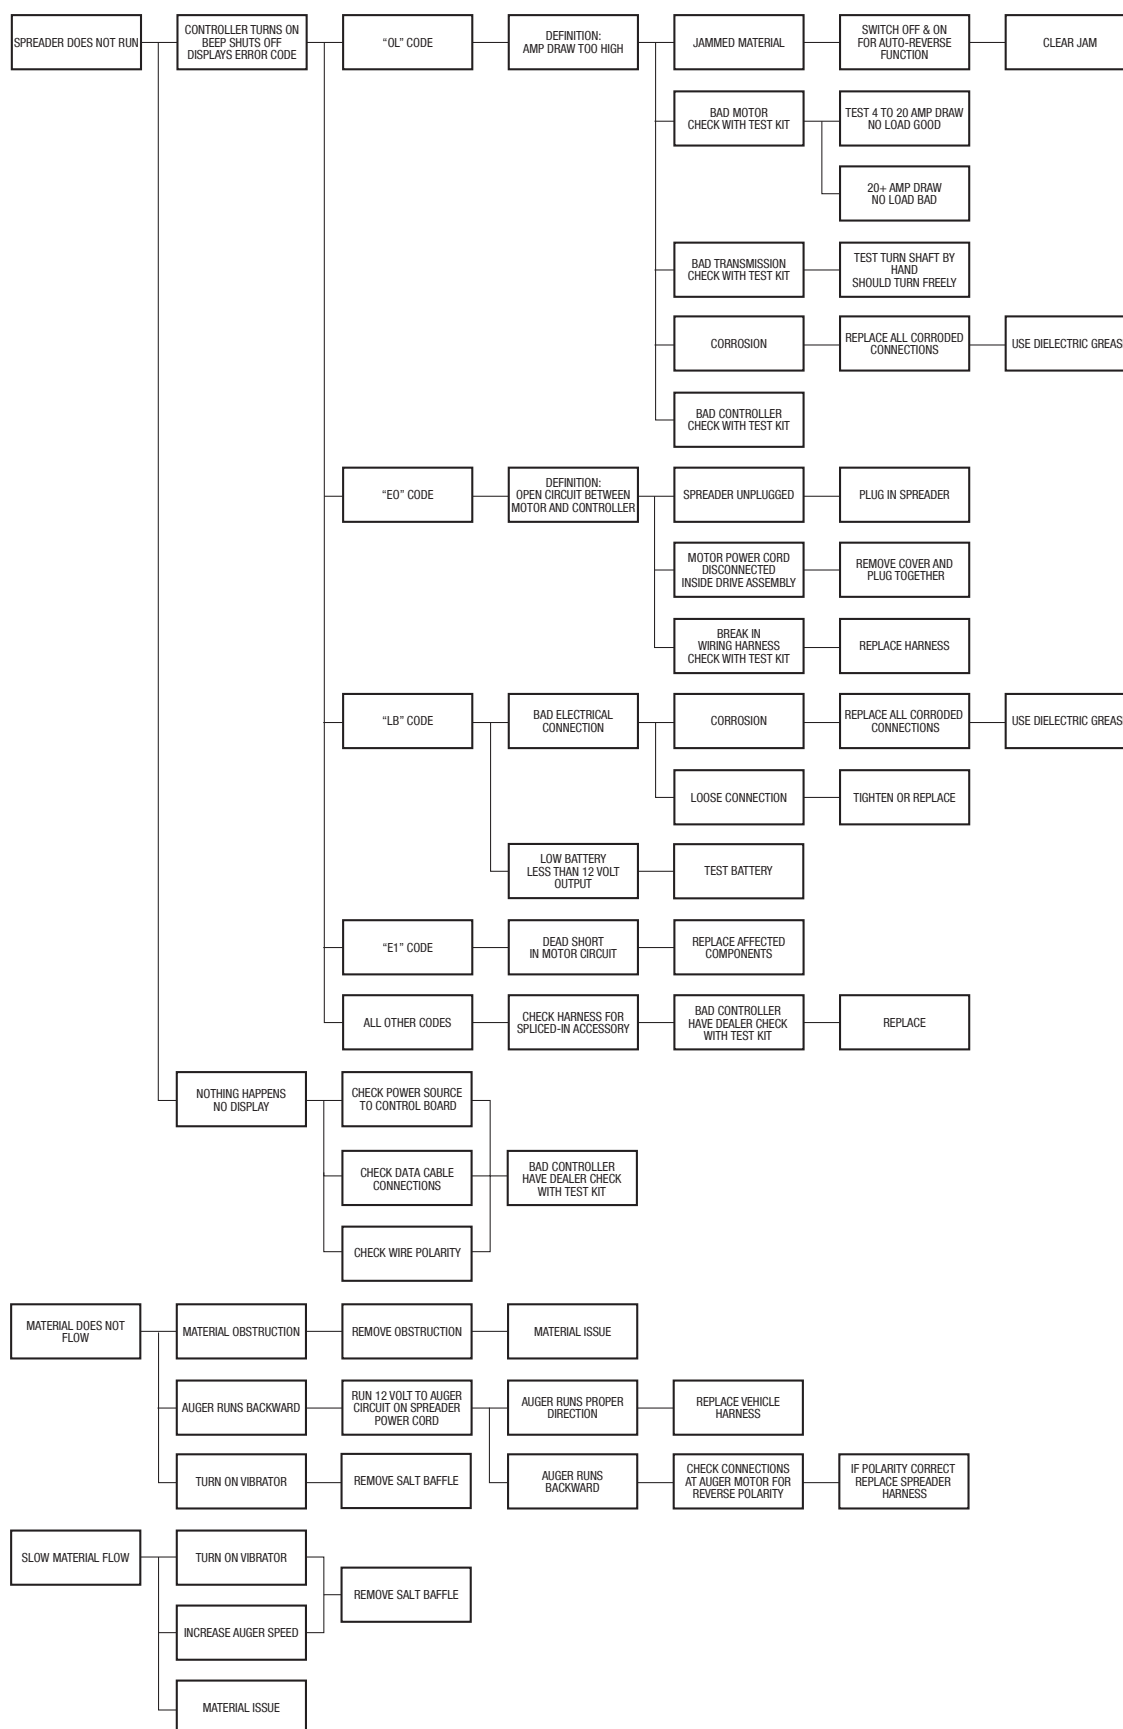 SPREADER DOES NOT RUN
CONTROLLER TURNS ON
BEEP SHUTS OFF
DISPLAYS ERROR CODE
“OL” CODE
DEFINITION:
AMP DRAW TOO HIGH
JAMMED MATERIAL
SWITCH OFF & ON
FOR AUTO-REVERSE
FUNCTION
CLEAR JAM
BAD MOTOR
CHECK WITH TEST KIT
TEST 4 TO 20 AMP DRAW
NO LOAD GOOD
20+ AMP DRAW
NO LOAD BAD
BAD TRANSMISSION
CHECK WITH TEST KIT
TEST TURN SHAFT BY
HAND
SHOULD TURN FREELY
CORROSION
REPLACE ALL CORRODED
CONNECTIONS
USE DIELECTRIC GREAS
BAD CONTROLLER
CHECK WITH TEST KIT
“EO” CODE
DEFINITION:
OPEN CIRCUIT BETWEEN
MOTOR AND CONTROLLER
SPREADER UNPLUGGED
PLUG IN SPREADER
MOTOR POWER CORD
DISCONNECTED
INSIDE DRIVE ASSEMBLY
REMOVE COVER AND
PLUG TOGETHER
BREAK IN
WIRING HARNESS
CHECK WITH TEST KIT
REPLACE HARNESS
“LB” CODE
BAD ELECTRICAL
CONNECTION
CORROSION
REPLACE ALL CORRODED
CONNECTIONS
USE DIELECTRIC GREAS
LOOSE CONNECTION
TIGHTEN OR REPLACE
LOW BATTERY
LESS THAN 12 VOLT
OUTPUT
TEST BATTERY
“E1” CODE
DEAD SHORT
IN MOTOR CIRCUIT
REPLACE AFFECTED
COMPONENTS
ALL OTHER CODES
CHECK HARNESS FOR
SPLICED-IN ACCESSORY
BAD CONTROLLER
HAVE DEALER CHECK
WITH TEST KIT
REPLACE
NOTHING HAPPENS
NO DISPLAY
CHECK POWER SOURCE
TO CONTROL BOARD
CHECK DATA CABLE
CONNECTIONS
BAD CONTROLLER
HAVE DEALER CHECK
WITH TEST KIT
CHECK WIRE POLARITY
MATERIAL DOES NOT
FLOW
MATERIAL OBSTRUCTION
REMOVE OBSTRUCTION
MATERIAL ISSUE
AUGER RUNS BACKWARD
RUN 12 VOLT TO AUGER
CIRCUIT ON SPREADER
POWER CORD
AUGER RUNS PROPER
DIRECTION
REPLACE VEHICLE
HARNESS
TURN ON VIBRATOR
REMOVE SALT BAFFLE
AUGER RUNS
BACKWARD
CHECK CONNECTIONS
AT AUGER MOTOR FOR
REVERSE POLARITY
IF POLARITY CORRECT
REPLACE SPREADER
HARNESS
SLOW MATERIAL FLOW
TURN ON VIBRATOR
REMOVE SALT BAFFLE
INCREASE AUGER SPEED
MATERIAL ISSUE